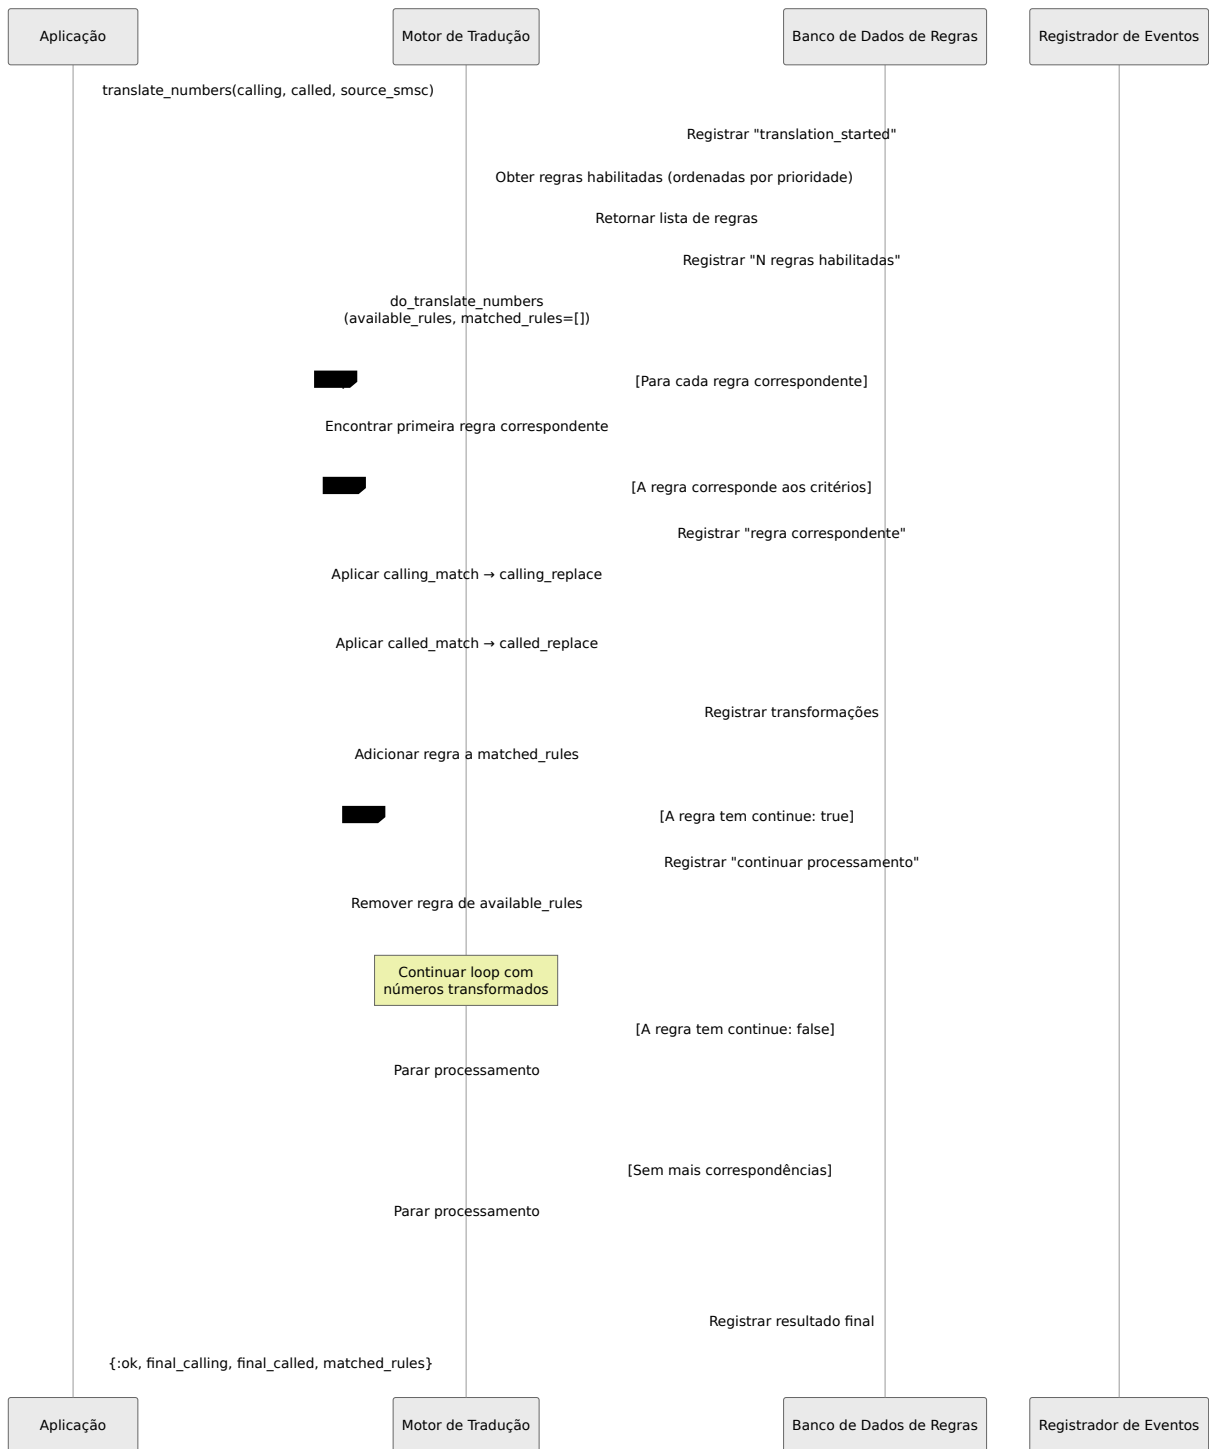 Aplicação
Motor de Tradução
Banco de Dados de Regras
Registrador de Eventos
translate_numbers(calling, called, source_smsc)
Registrar "translation_started"
Obter regras habilitadas (ordenadas por prioridade)
Retornar lista de regras
Registrar "N regras habilitadas"
do_translate_numbers
(available_rules, matched_rules=[])
[Para cada regra correspondente]
Encontrar primeira regra correspondente
[A regra corresponde aos critérios]
Registrar "regra correspondente"
Aplicar calling_match → calling_replace
Aplicar called_match → called_replace
Registrar transformações
Adicionar regra a matched_rules
[A regra tem continue: true]
Registrar "continuar processamento"
Remover regra de available_rules
Continuar loop com
números transformados
[A regra tem continue: false]
Parar processamento
[Sem mais correspondências]
Parar processamento
Registrar resultado final
{:ok, final_calling, final_called, matched_rules}
Aplicação
Motor de Tradução
Banco de Dados de Regras
Registrador de Eventos